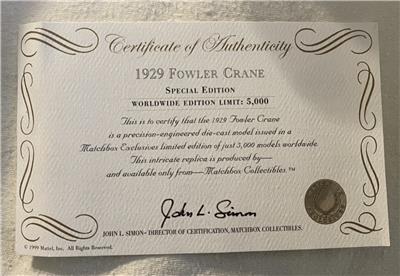 Certificate of Authenticity
1929 FOWLER CRANE
SPECIAL EDITION
WORLDWIDE EDITION LIMIT: 5,000
This is to certify that the 1929 Fowler Crane
is a precision-engineered die-cast model issued in a
Matchbox Exclusives limited edition of just 5,000 models worldwide.
This intricate replica is produced by—
and available only from—Matchbox Collectibles.™
John L. Simon
JOHN L. SIMON~DIRECTOR OF CERTIFICATION, MATCHBOX COLLECTIBLES.
© 1999 Mattel, Inc. All Rights Reserved.